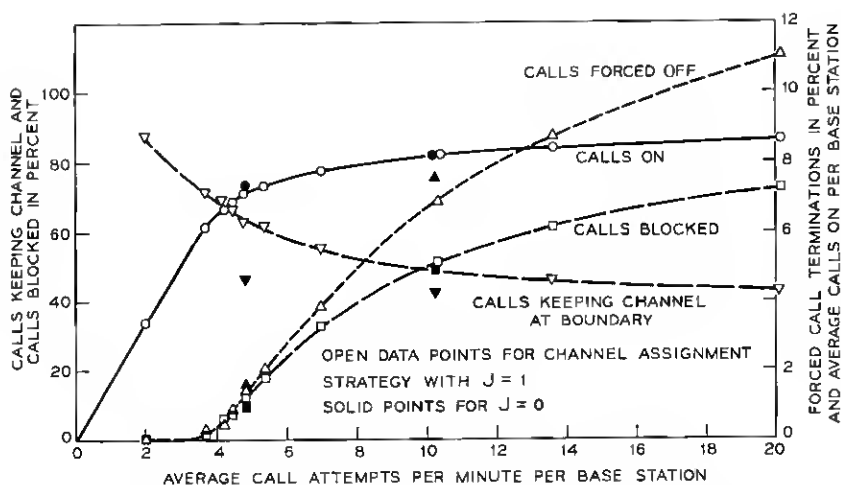 CALLS KEEPING CHANNEL AND
CALLS BLOCKED IN PERCENT
100
80
60
40
20
0
12
10
8
6
4
2
0
FORCED CALL TERMINATIONS IN PERCENT
AND AVERAGE CALLS ON PER BASE STATION
CALLS FORCED OFF
CALLS ON
CALLS BLOCKED
CALLS KEEPING CHANNEL
AT BOUNDARY
OPEN DATA POINTS FOR CHANNEL ASSIGNMENT
STRATEGY WITH J = 1
SOLID POINTS FOR J = 0
0 2 4 6 8 10 12 14 16 18 20
AVERAGE CALL ATTEMPTS PER MINUTE PER BASE STATION